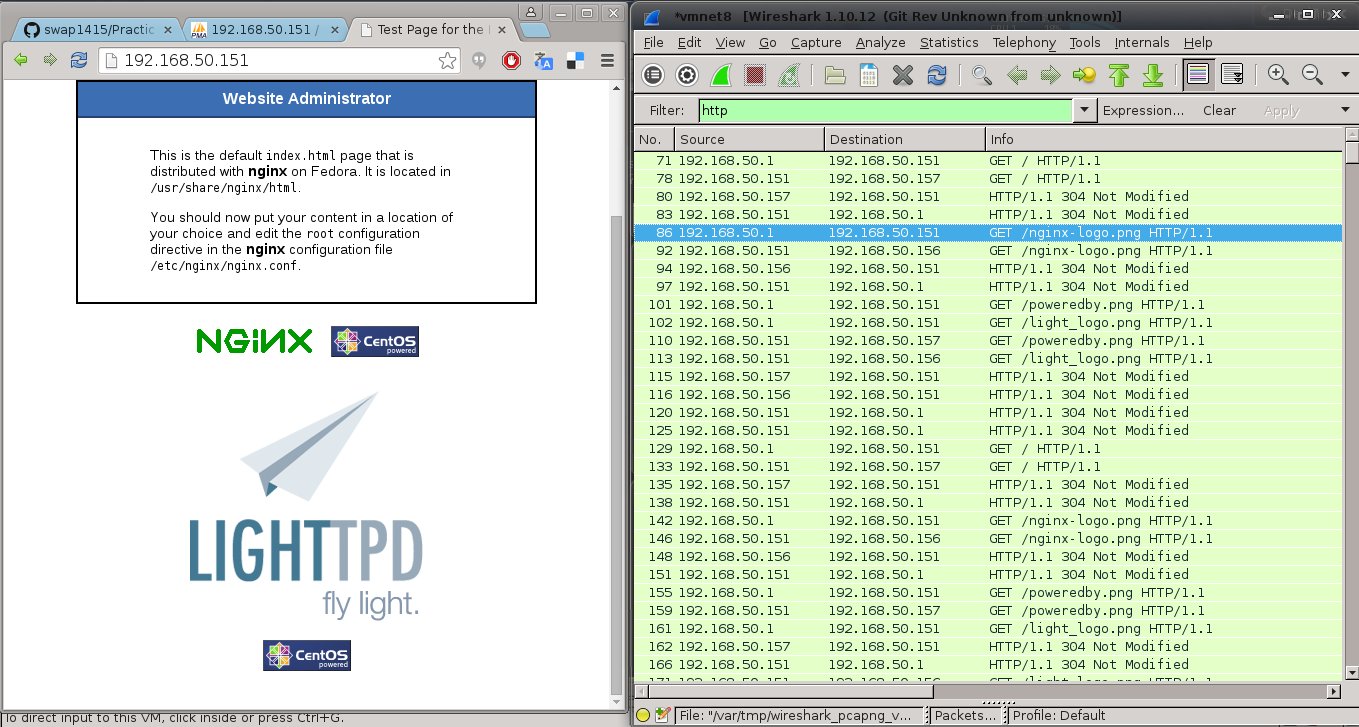 swap1415/Practic
192.168.50.151 /
Test Page for the
192.168.50.151
Website Administrator
This is the default index.html page that is
distributed with nginx on Fedora. It is located in
/usr/share/nginx/html.
You should now put your content in a location of
your choice and edit the root configuration
directive in the nginx configuration file
/etc/nginx/nginx.conf.
NGiNX
CentOS
powered
LIGHTTPD
fly light.
CentOS
powered
To direct input to this VM, click inside or press Ctrl+G.
*vmnet8 [Wireshark 1.10.12 (Git Rev Unknown from unknown)]
File Edit View Go Capture Analyze Statistics Telephony Tools Internals Help
Filter: http Expression... Clear Apply
No. Source Destination Info
71 192.168.50.1 192.168.50.151 GET / HTTP/1.1
78 192.168.50.151 192.168.50.157 GET / HTTP/1.1
80 192.168.50.157 192.168.50.151 HTTP/1.1 304 Not Modified
83 192.168.50.151 192.168.50.1 HTTP/1.1 304 Not Modified
86 192.168.50.1 192.168.50.151 GET /nginx-logo.png HTTP/1.1
92 192.168.50.151 192.168.50.156 GET /nginx-logo.png HTTP/1.1
94 192.168.50.156 192.168.50.151 HTTP/1.1 304 Not Modified
97 192.168.50.151 192.168.50.1 HTTP/1.1 304 Not Modified
101 192.168.50.1 192.168.50.151 GET /poweredby.png HTTP/1.1
102 192.168.50.1 192.168.50.151 GET /light_logo.png HTTP/1.1
110 192.168.50.151 192.168.50.157 GET /poweredby.png HTTP/1.1
113 192.168.50.151 192.168.50.156 GET /light_logo.png HTTP/1.1
115 192.168.50.157 192.168.50.151 HTTP/1.1 304 Not Modified
116 192.168.50.156 192.168.50.151 HTTP/1.1 304 Not Modified
120 192.168.50.151 192.168.50.1 HTTP/1.1 304 Not Modified
125 192.168.50.151 192.168.50.1 HTTP/1.1 304 Not Modified
129 192.168.50.1 192.168.50.151 GET / HTTP/1.1
133 192.168.50.151 192.168.50.157 GET / HTTP/1.1
135 192.168.50.157 192.168.50.151 HTTP/1.1 304 Not Modified
138 192.168.50.151 192.168.50.1 HTTP/1.1 304 Not Modified
142 192.168.50.1 192.168.50.151 GET /nginx-logo.png HTTP/1.1
146 192.168.50.151 192.168.50.156 GET /nginx-logo.png HTTP/1.1
148 192.168.50.156 192.168.50.151 HTTP/1.1 304 Not Modified
151 192.168.50.151 192.168.50.1 HTTP/1.1 304 Not Modified
155 192.168.50.1 192.168.50.151 GET /poweredby.png HTTP/1.1
159 192.168.50.151 192.168.50.157 GET /poweredby.png HTTP/1.1
161 192.168.50.1 192.168.50.151 GET /light_logo.png HTTP/1.1
162 192.168.50.157 192.168.50.151 HTTP/1.1 304 Not Modified
166 192.168.50.151 192.168.50.1 HTTP/1.1 304 Not Modified
171 192.168.50.151 192.168.50.156 GET /light_logo.png HTTP/1.1
File: "/var/tmp/wireshark_pcapng_v... Packets... Profile: Default